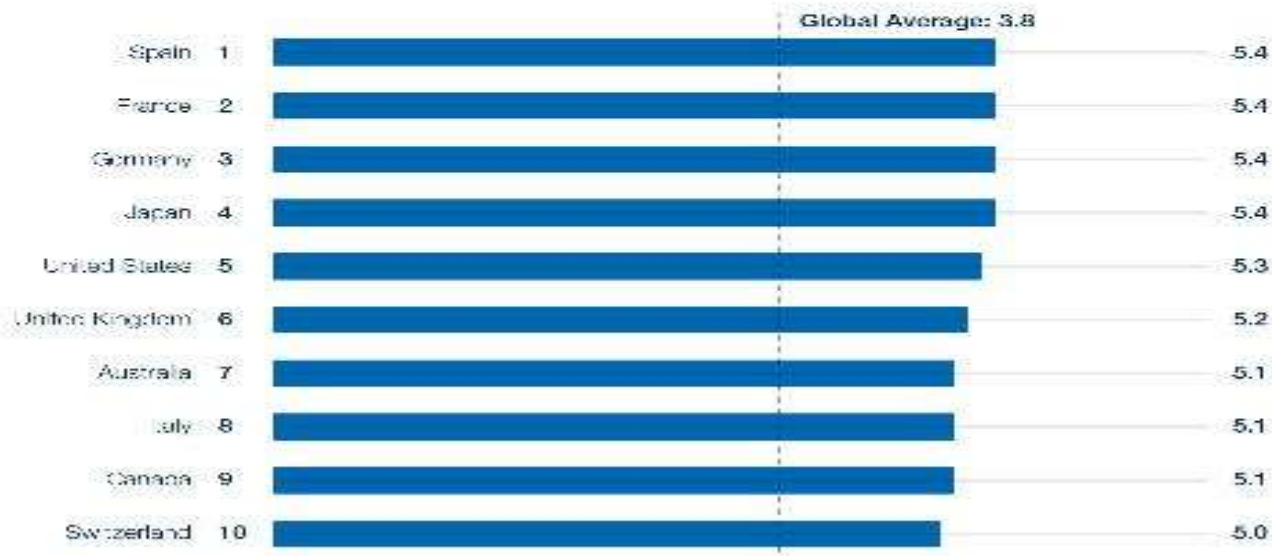 Global Average: 3.8
Spain 1 5.4
France 2 5.4
Germany 3 5.4
Japan 4 5.4
United States 5 5.3
United Kingdom 6 5.2
Australia 7 5.1
Italy 8 5.1
Canada 9 5.1
Switzerland 10 5.0